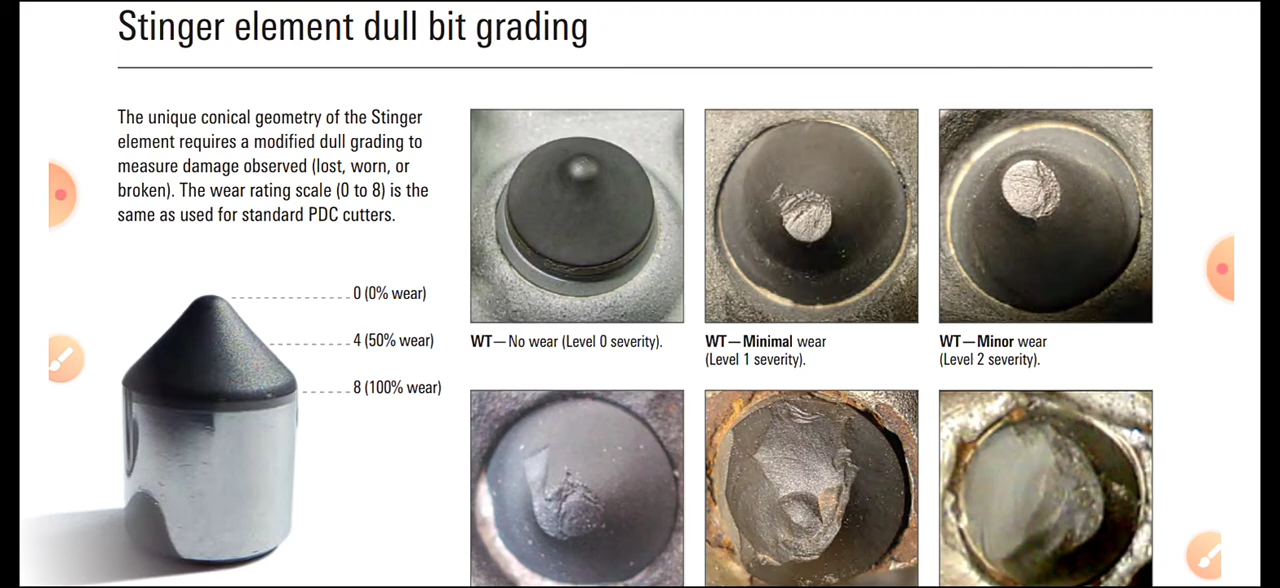 Stinger element dull bit grading
The unique conical geometry of the Stinger
element requires a modified dull grading to
measure damage observed (lost, worn, or
broken). The wear rating scale (0 to 8) is the
same as used for standard PDC cutters.
0 (0% wear)
4 (50% wear)
8 (100% wear)
WT—No wear (Level 0 severity).
WT—Minimal wear
(Level 1 severity).
WT—Minor wear
(Level 2 severity).